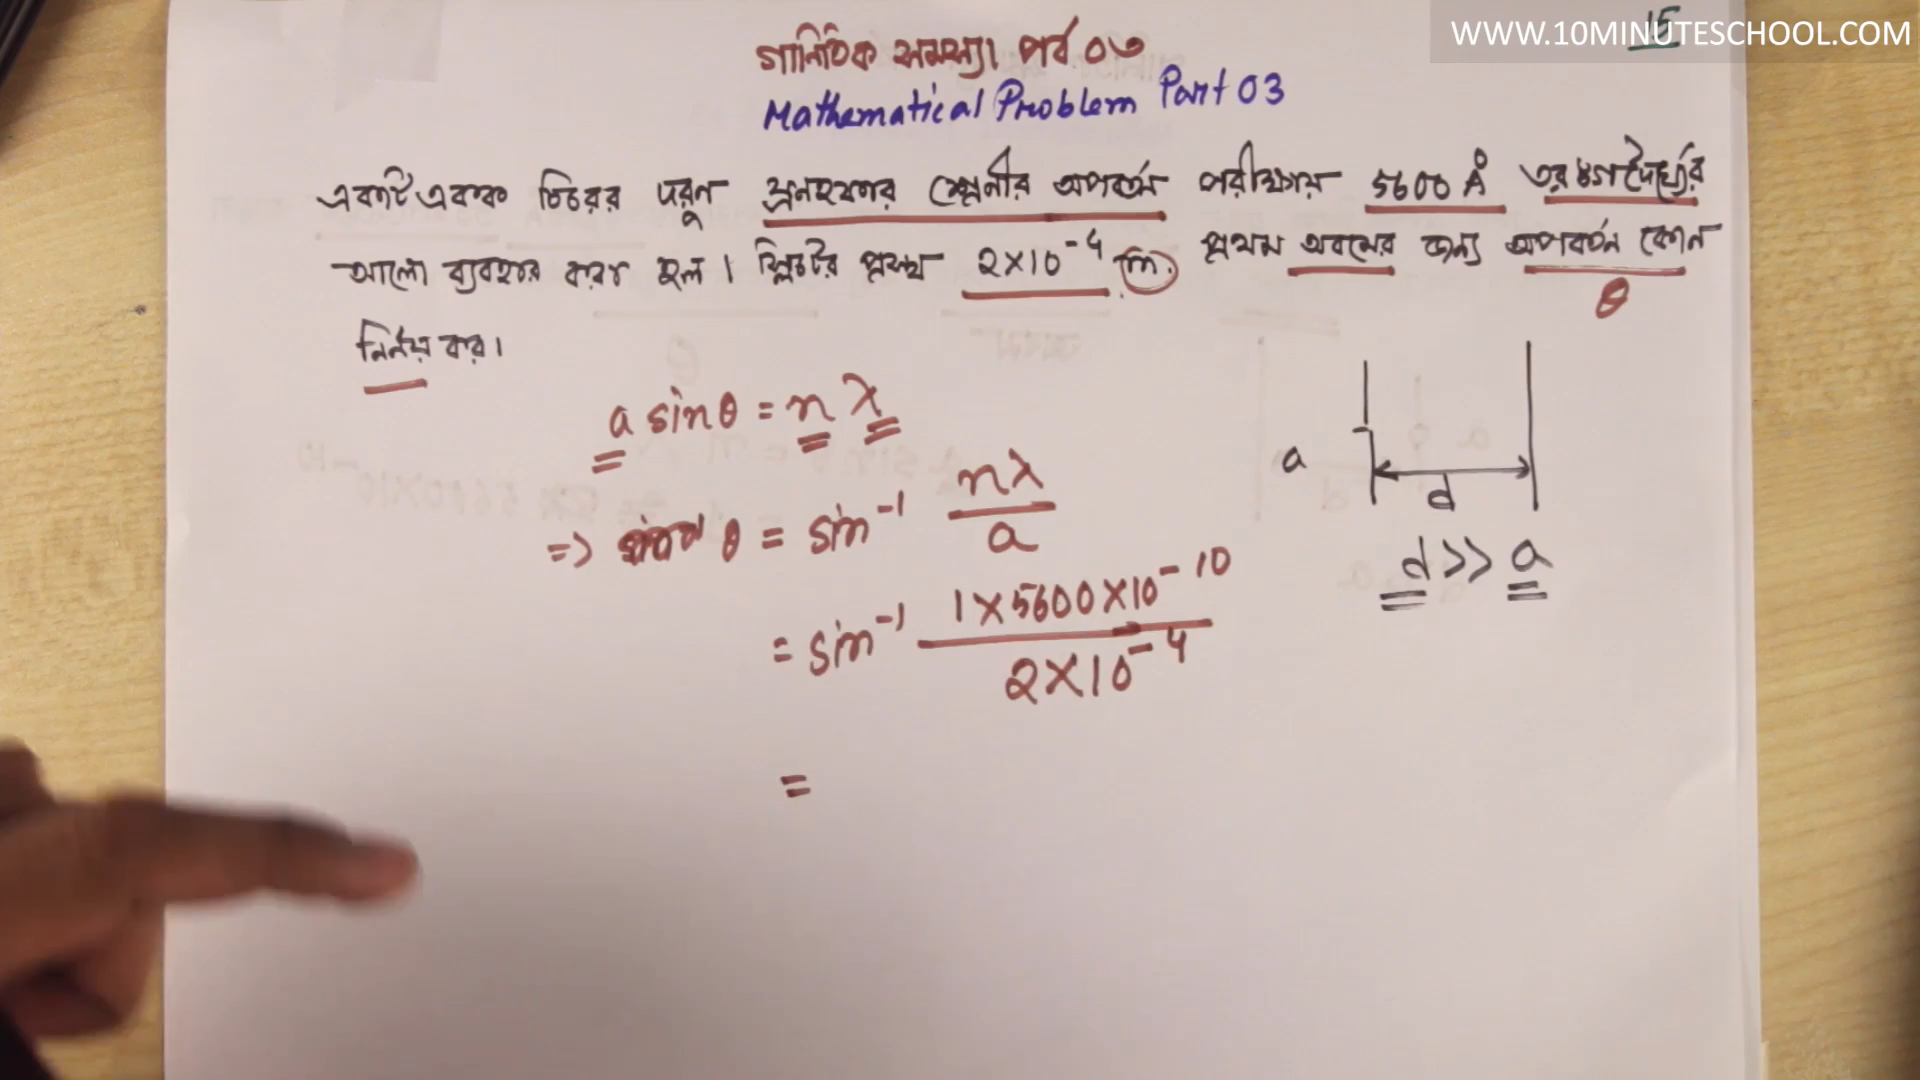 WWW.10MINUTESCHOOL.COM
15
গানিতিক সমস্যা পর্ব ০৩
Mathematical Problem Part 03
একটি একক চিরের দরুণ ফ্রনহফার শ্রেনীর অপবর্তন পরীক্ষায় 5600 Å তরঙ্গদৈর্ঘ্যের
আলো ব্যবহার করা হল। স্লিটের প্রস্থ 2×10⁻⁴ m. প্রথম অবমের জন্য অপবর্তন কোন
θ
নির্নয় কর।
a sinθ = nλ
=> θ = sin⁻¹ nλ/a
= sin⁻¹ 1×5600×10⁻¹⁰/2×10⁻⁴
=
a
d
d>>a